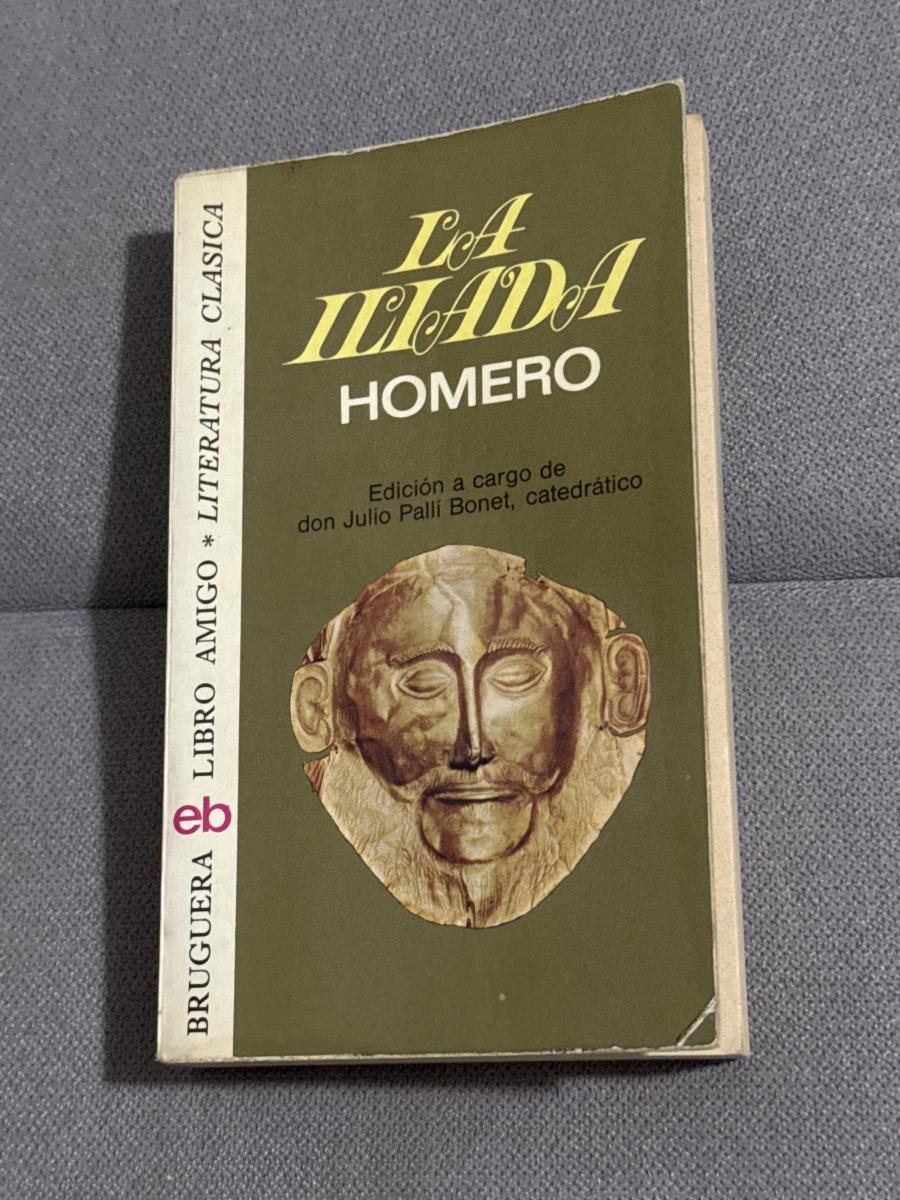 LA
ILIADA
HOMERO
Edición a cargo de
don Julio Pallí Bonet, catedrático
BRUGUERA eb LIBRO AMIGO * LITERATURA CLASICA